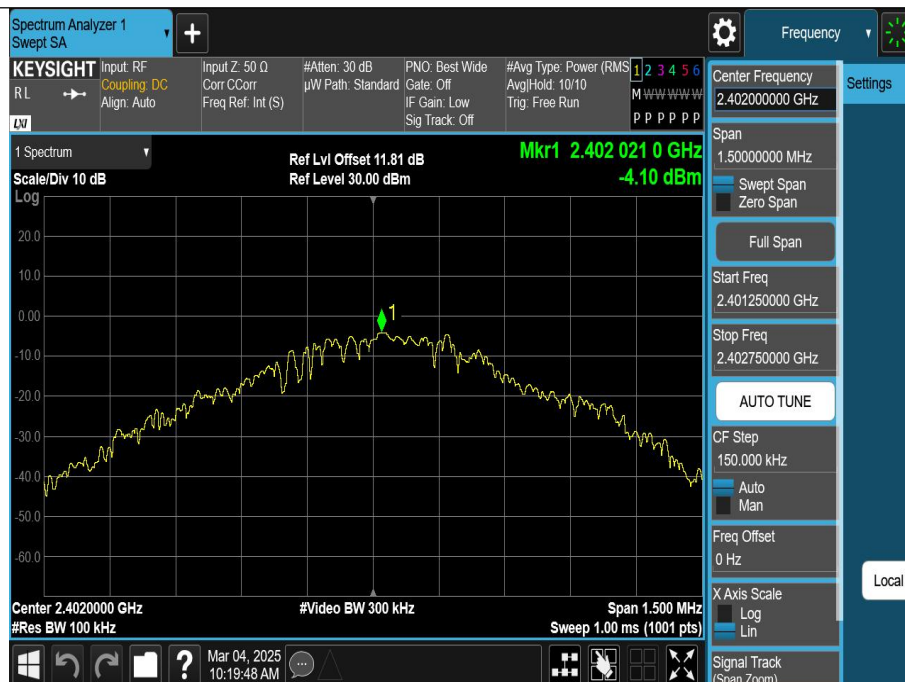 Spectrum Analyzer 1
Swept SA
Frequency
KEYSIGHT
RL
LXI
Input: RF
Coupling: DC
Align: Auto
Input Z: 50 Ω
Corr CCorr
Freq Ref: Int (S)
#Atten: 30 dB
µW Path: Standard
PNO: Best Wide
Gate: Off
IF Gain: Low
Sig Track: Off
#Avg Type: Power (RMS
Avg|Hold: 10/10
Trig: Free Run
1 2 3 4 5 6
M W W W W W
P P P P P P
1 Spectrum
Scale/Div 10 dB
Log
Ref Lvl Offset 11.81 dB
Ref Level 30.00 dBm
Mkr1 2.402 021 0 GHz
-4.10 dBm
20.0
10.0
0.00
-10.0
-20.0
-30.0
-40.0
-50.0
-60.0
1
Center 2.4020000 GHz
#Res BW 100 kHz
#Video BW 300 kHz
Span 1.500 MHz
Sweep 1.00 ms (1001 pts)
Mar 04, 2025
10:19:48 AM
?
Center Frequency
2.402000000 GHz
Span
1.50000000 MHz
Swept Span
Zero Span
Full Span
Start Freq
2.401250000 GHz
Stop Freq
2.402750000 GHz
AUTO TUNE
CF Step
150.000 kHz
Auto
Man
Freq Offset
0 Hz
X Axis Scale
Log
Lin
Signal Track
(Span Zoom)
Settings
Local